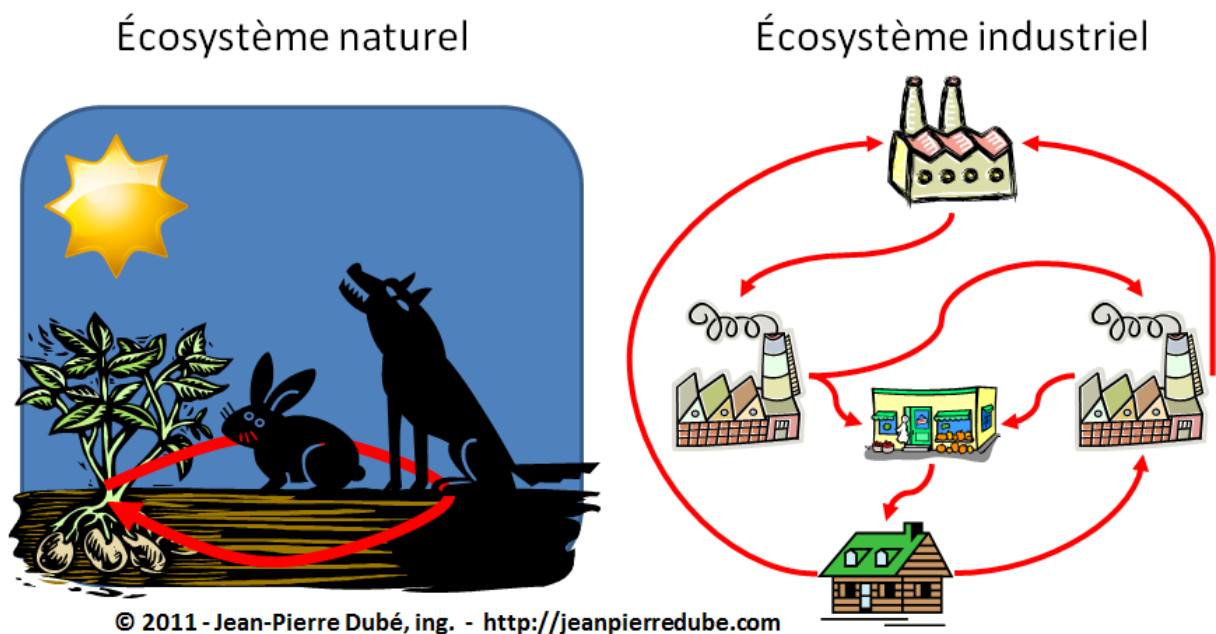 Écosystème naturel
Écosystème industriel
© 2011 - Jean-Pierre Dubé, ing. - http://jeanpierredube.com